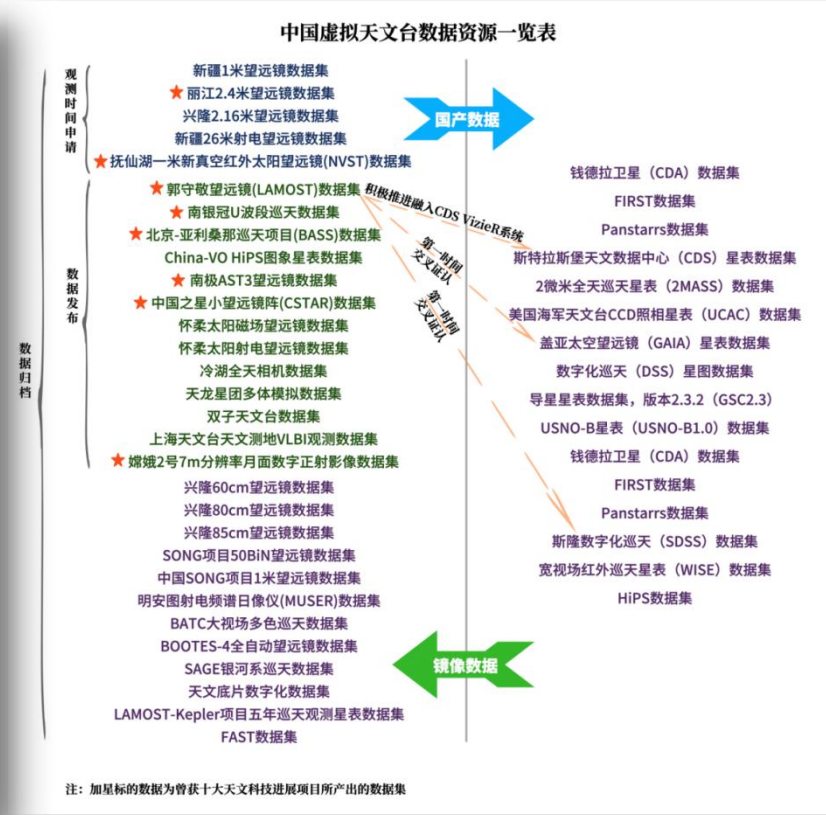 中国虚拟天文台数据资源一览表
观测时间申请
新疆1米望远镜数据集
丽江2.4米望远镜数据集
兴隆2.16米望远镜数据集
新疆26米射电望远镜数据集
抚仙湖一米新真空红外太阳望远镜(NVST)数据集
数据归档
数据发布
郭守敬望远镜(LAMOST)数据集
南银冠U波段巡天数据集
北京-亚利桑那巡天项目(BASS)数据集
China-VO HiPS图象星表数据集
南极AST3望远镜数据集
中国之星小望远镜阵(CSTAR)数据集
怀柔太阳磁场望远镜数据集
怀柔太阳射电望远镜数据集
冷湖全天相机数据集
天龙星团多体模拟数据集
双子天文台数据集
上海天文台天文测地VLBI观测数据集
嫦娥2号7m分辨率月面数字正射影像数据集
兴隆60cm望远镜数据集
兴隆80cm望远镜数据集
兴隆85cm望远镜数据集
SONG项目50BiN望远镜数据集
中国SONG项目1米望远镜数据集
明安图射电频谱日像仪(MUSER)数据集
BATC大视场多色巡天数据集
BOOTES-4全自动望远镜数据集
SAGE银河系巡天数据集
天文底片数字化数据集
LAMOST-Kepler项目五年巡天观测星表数据集
FAST数据集
国产数据
积极推进融入CDS VizieR系统
第一时间
交叉证认
第一时间
交叉证认
镜像数据
钱德拉卫星（CDA）数据集
FIRST数据集
Panstarrs数据集
斯特拉斯堡天文数据中心（CDS）星表数据集
2微米全天巡天星表（2MASS）数据集
美国海军天文台CCD照相星表（UCAC）数据集
盖亚太空望远镜（GAIA）星表数据集
数字化巡天（DSS）星图数据集
导星星表数据集，版本2.3.2（GSC2.3）
USNO-B星表（USNO-B1.0）数据集
钱德拉卫星（CDA）数据集
FIRST数据集
Panstarrs数据集
斯隆数字化巡天（SDSS）数据集
宽视场红外巡天星表（WISE）数据集
HiPS数据集
注：加星标的数据为曾获十大天文科技进展项目所产出的数据集